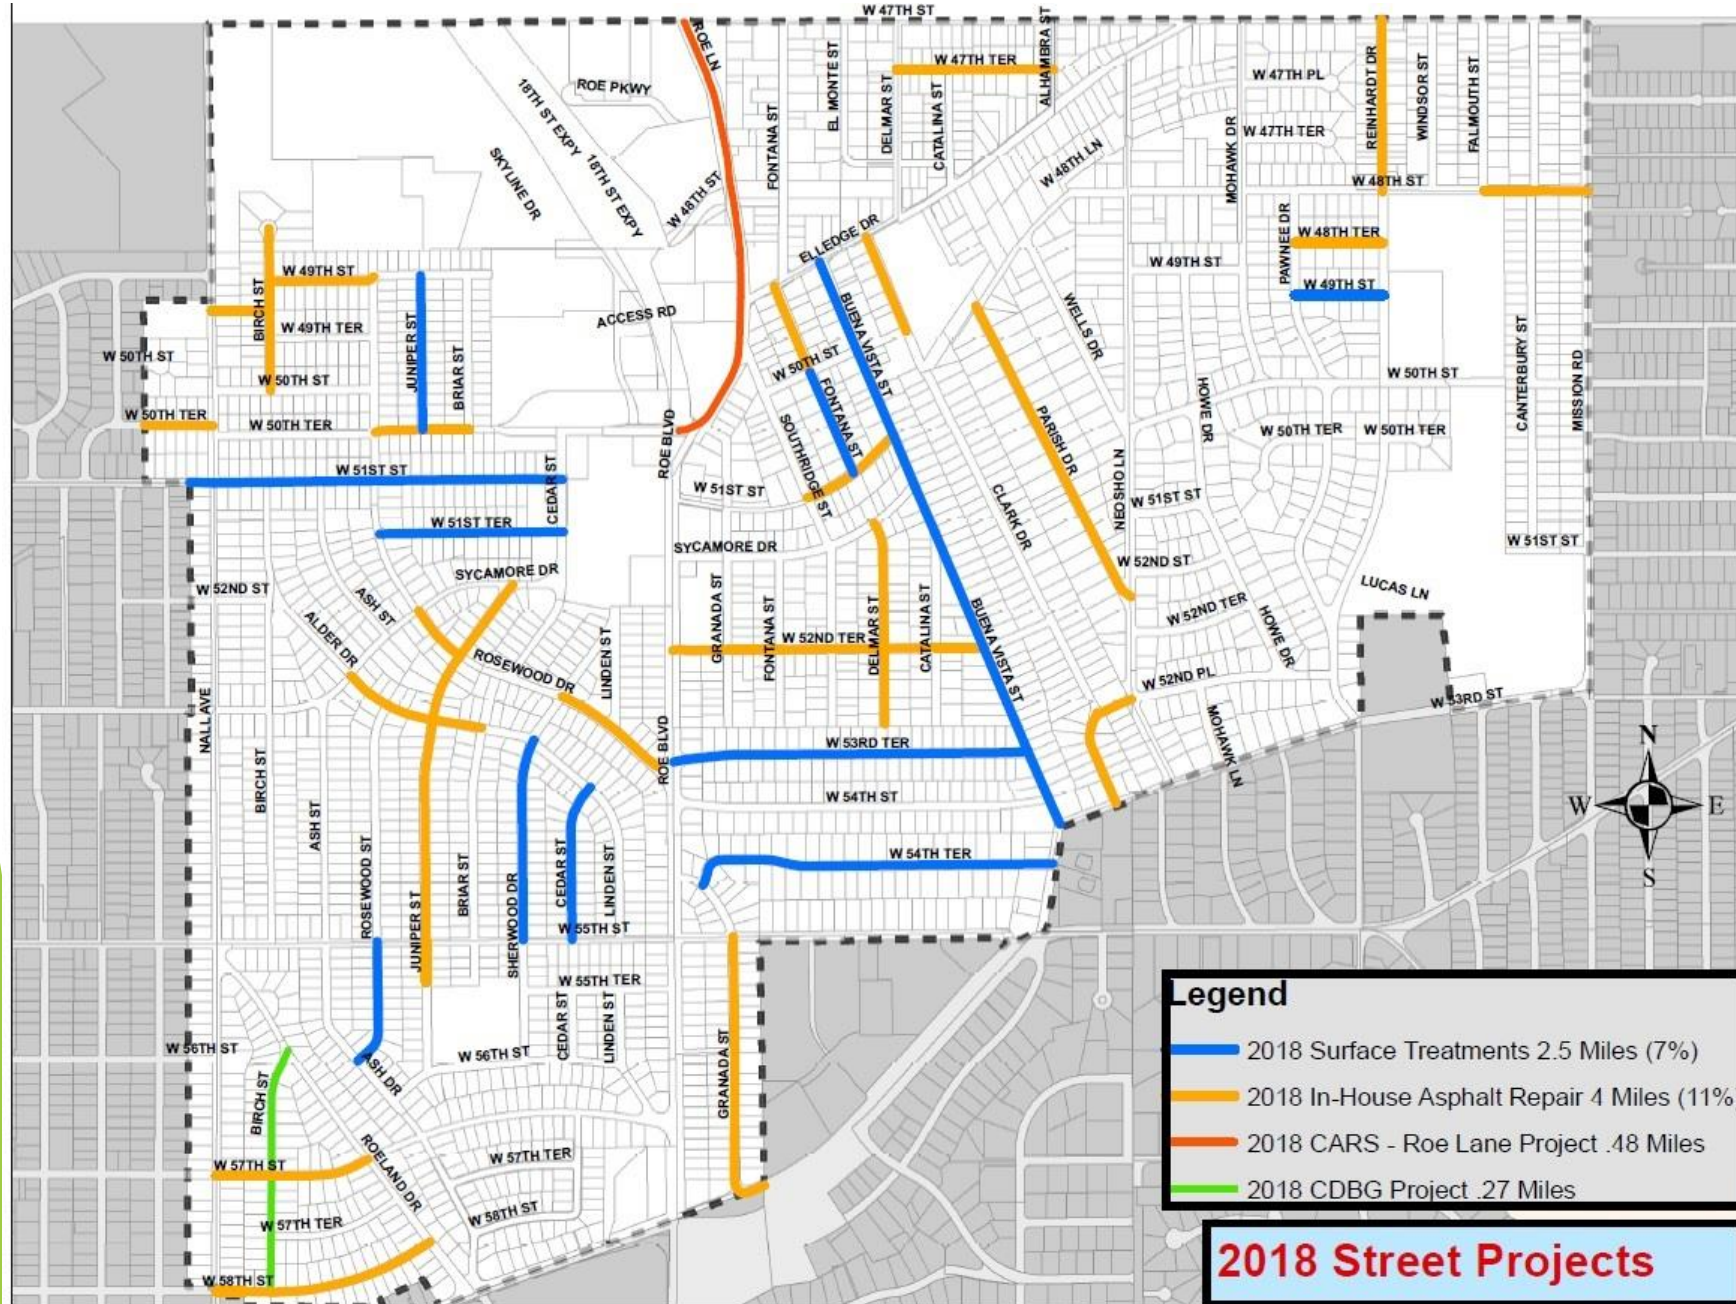 W 47TH ST
ROE LN
W 47TH TER
ALHAMBRA ST
EL MONTE ST
DELMAR ST
CATALINA ST
FONTANA ST
ROE PKWY
18TH ST EXPY
18TH ST EXPY
SKYLINE DR
W 48TH ST
W 48TH LN
MOHAWK DR
W 47TH PL
W 47TH TER
REINHARDT DR
WINDSOR ST
FALMOUTH ST
W 48TH ST
PAWNEE DR
W 48TH TER
W 49TH ST
W 49TH ST
ELLEDGE DR
W 49TH ST
BIRCH ST
W 49TH TER
JUNIPER ST
BRIAR ST
ACCESS RD
BUENA VISTA ST
WELLS DR
W 50TH ST
W 50TH ST
W 50TH ST
W 50TH ST
W 50TH TER
W 50TH TER
FONTANA ST
SOUTHRIDGE ST
PARISH DR
HOWE DR
W 50TH TER
W 50TH TER
CANTERBURY ST
MISSION RD
ROE BLVD
W 51ST ST
CEDAR ST
W 51ST ST
CLARK DR
NEOSHO LN
W 51ST ST
W 51ST ST
W 51ST TER
SYCAMORE DR
SYCAMORE DR
W 52ND ST
W 52ND ST
LUCAS LN
ASH ST
ALDER DR
ROSEWOOD DR
LINDEN ST
GRANADA ST
FONTANA ST
W 52ND TER
DELMAR ST
CATALINA ST
BUENA VISTA ST
W 52ND TER
HOWE DR
W 52ND PL
W 53RD ST
MOHAWK LN
NALL AVE
ROE BLVD
W 53RD TER
BIRCH ST
W 54TH ST
ASH ST
ROSEWOOD ST
JUNIPER ST
BRIAR ST
SHERWOOD DR
CEDAR ST
LINDEN ST
W 54TH TER
W 55TH ST
W 55TH TER
CEDAR ST
LINDEN ST
W 56TH ST
W 56TH ST
ASH DR
BIRCH ST
GRANADA ST
W 57TH ST
ROELAND DR
W 57TH TER
W 57TH TER
W 58TH ST
W 58TH ST
N
W
E
S
Legend
2018 Surface Treatments 2.5 Miles (7%)
2018 In-House Asphalt Repair 4 Miles (11%
2018 CARS - Roe Lane Project .48 Miles
2018 CDBG Project .27 Miles
2018 Street Projects